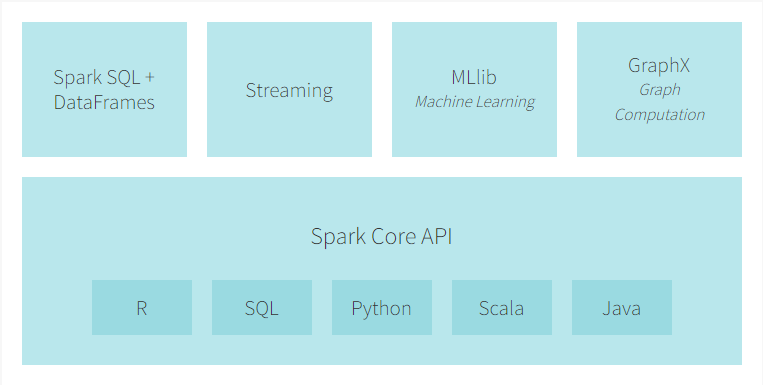 Spark SQL +
DataFrames
Streaming
MLlib
Machine Learning
GraphX
Graph
Computation
Spark Core API
R
SQL
Python
Scala
Java